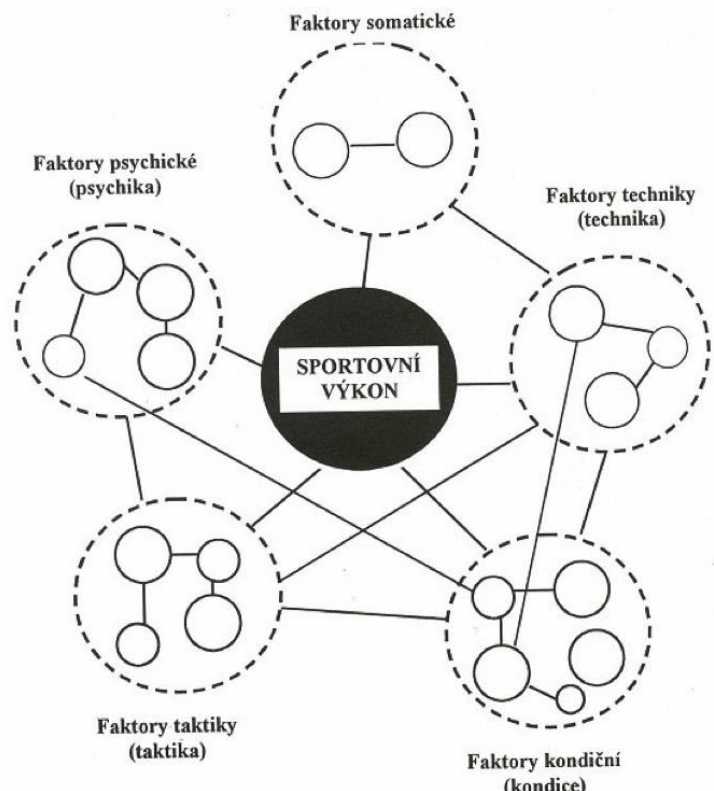 Faktory somatické
Faktory psychické
(psychika)
Faktory techniky
(technika)
SPORTOVNÍ
VÝKON
Faktory taktiky
(taktika)
Faktory kondiční
(kondice)